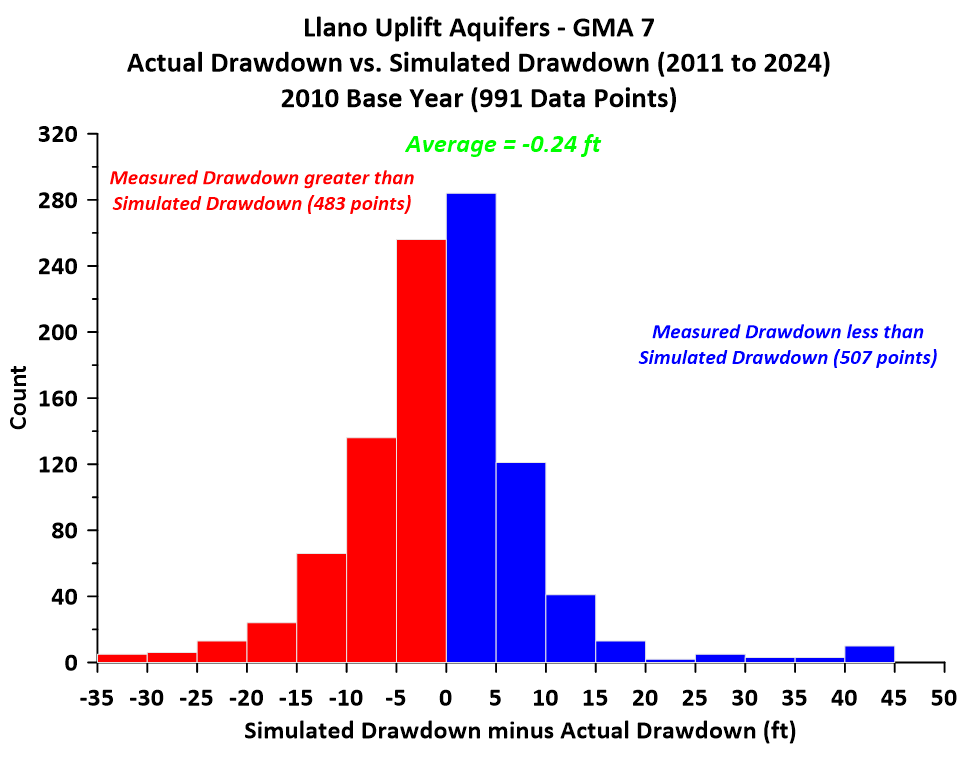 Llano Uplift Aquifers - GMA 7
Actual Drawdown vs. Simulated Drawdown (2011 to 2024)
2010 Base Year (991 Data Points)
Average = -0.24 ft
Measured Drawdown greater than
Simulated Drawdown (483 points)
Measured Drawdown less than
Simulated Drawdown (507 points)
Count
320
280
240
200
160
120
80
40
0
-35 -30 -25 -20 -15 -10 -5 0 5 10 15 20 25 30 35 40 45 50
Simulated Drawdown minus Actual Drawdown (ft)